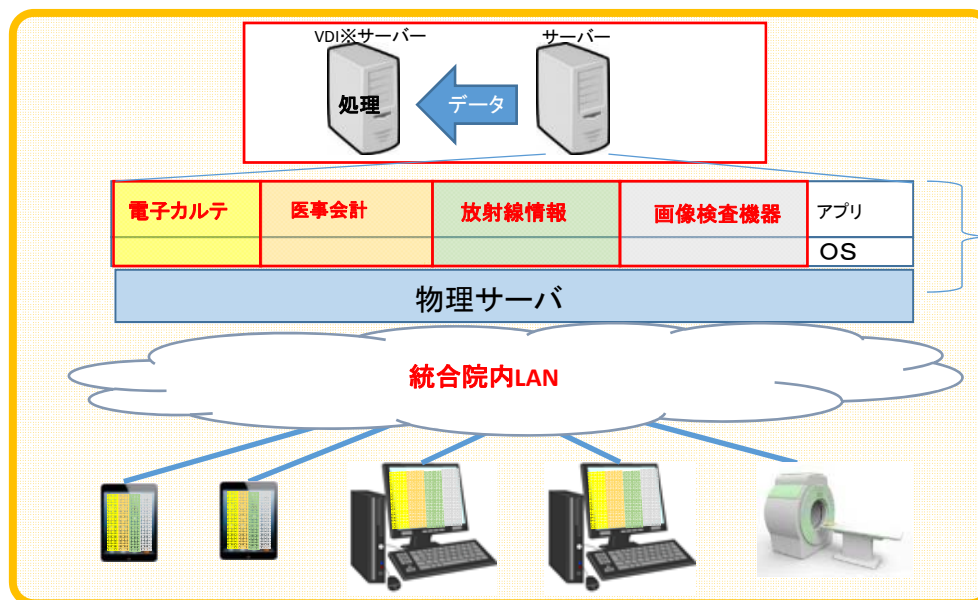 VDI※サーバー
サーバー
処理
データ
電子カルテ
医事会計
放射線情報
画像検査機器
アプリ
OS
物理サーバ
統合院内LAN